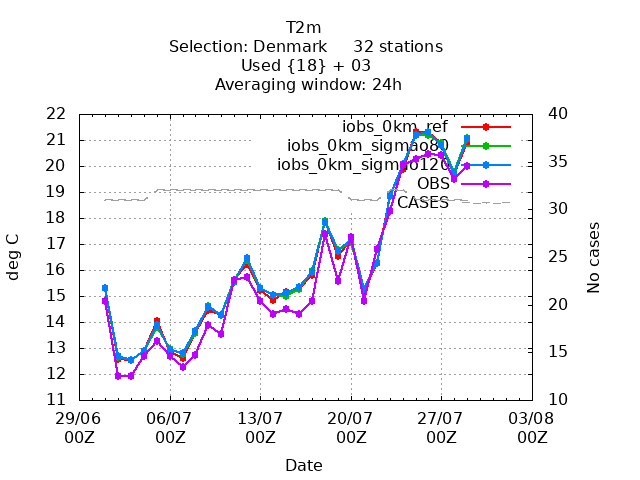 T2m
Selection: Denmark 32 stations
Used {18} + 03
Averaging window: 24h
22
21
20
19
18
17
16
15
14
13
12
11
40
35
30
25
20
15
10
iobs_0km_ref
iobs_0km_sigmao80
iobs_0km_sigmao120
OBS
CASES
deg C
No cases
29/06 06/07 13/07 20/07 27/07 03/08
00Z 00Z 00Z 00Z 00Z 00Z
Date